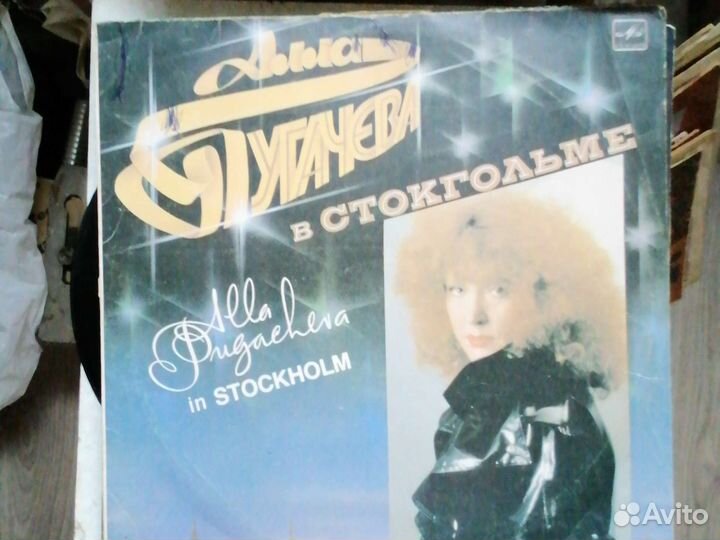 Алла
Пугачева
в СТОКГОЛЬМЕ
Alla
Pugacheva
in STOCKHOLM
Avito